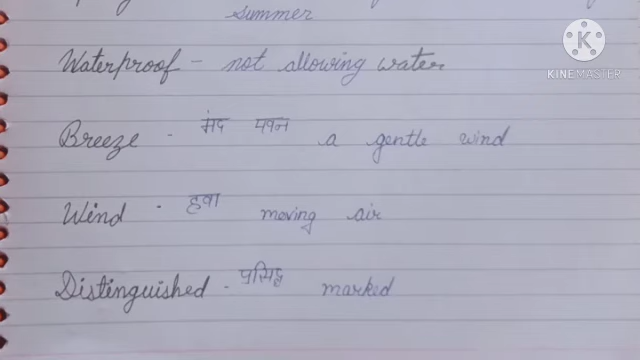 summer
Waterproof - not allowing water
Breeze - मंद पवन a gentle wind
Wind - हवा moving air
Distinguished - प्रसिद्ध marked
KINEMASTER